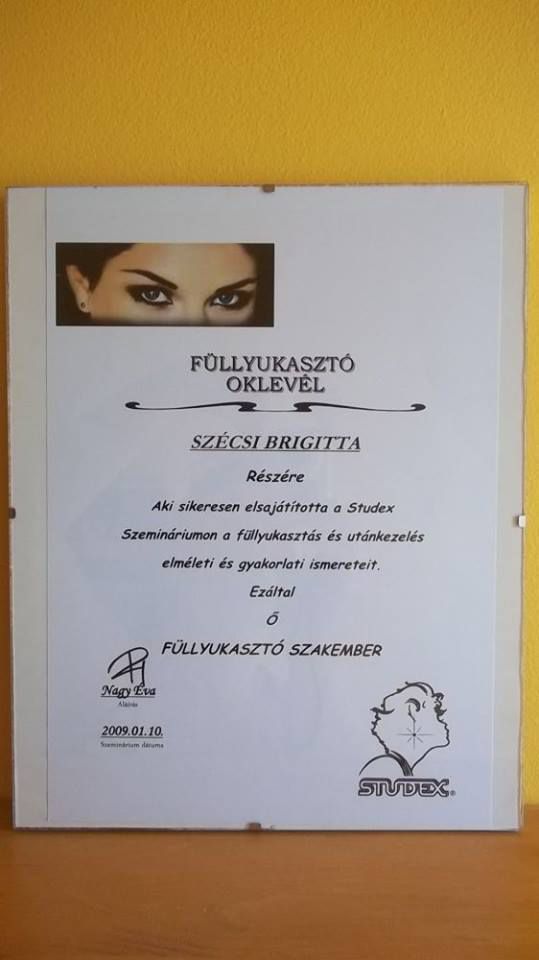 FÜLLYUKASZTÓ
OKLEVÊL
SZÉCSI BRIGITTA
Részére
Aki sikeresen elsajátította a Studex
Szemináriumon a füllyukasztás és utánkezelés
elméleti és gyakorlati ismereteit.
Ezáltal
Ő
FÜLLYUKASZTÓ SZAKEMBER
Nagy Éva
Aláírás
2009.01.10.
Szeminárium dátuma
STUDEX®